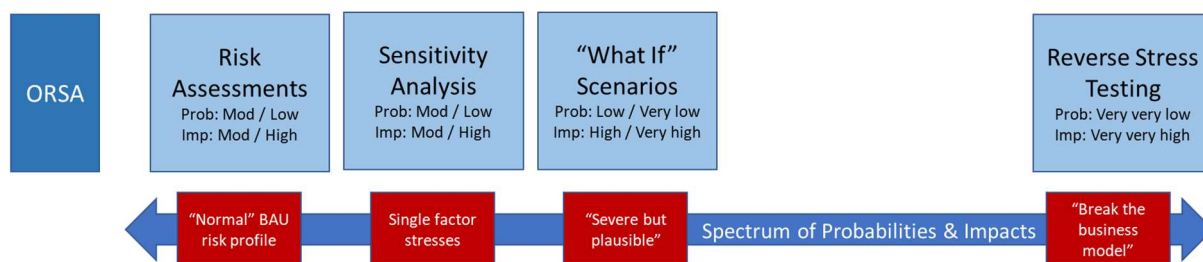 ORSA
Risk
Assessments
Prob: Mod / Low
Imp: Mod / High
Sensitivity
Analysis
Prob: Mod / Low
Imp: Mod / High
“What If”
Scenarios
Prob: Low / Very low
Imp: High / Very high
Reverse Stress
Testing
Prob: Very very low
Imp: Very very high
“Normal” BAU
risk profile
Single factor
stresses
“Severe but
plausible”
Spectrum of Probabilities & Impacts
“Break the
business
model”